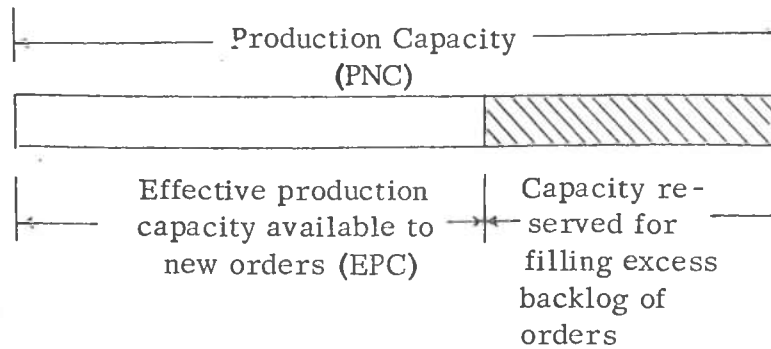 Production Capacity
(PNC)
Effective production
capacity available to
new orders (EPC)
Capacity re-
served for
filling excess
backlog of
orders